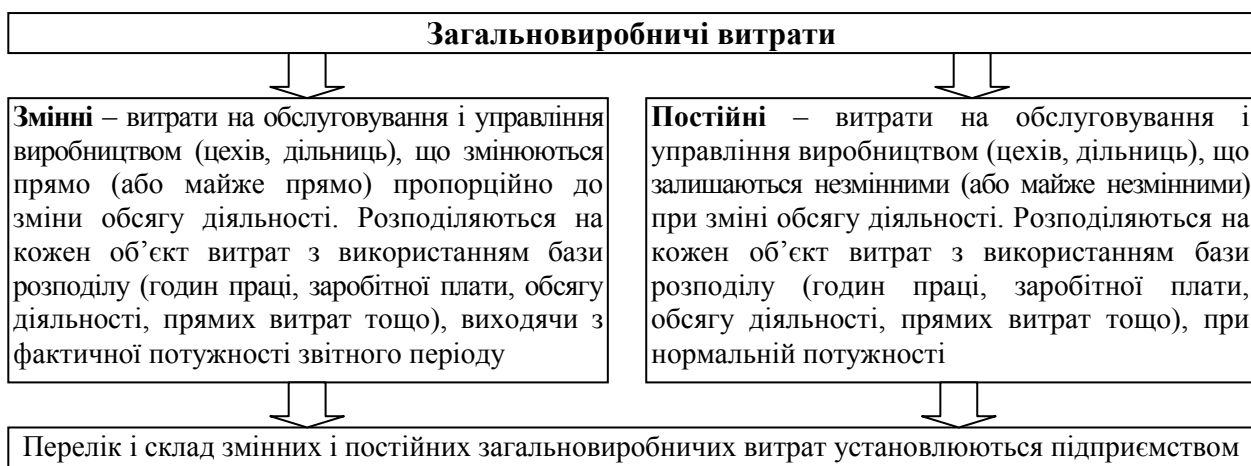 Загальновиробничі витрати
Змінні – витрати на обслуговування і управління
виробництвом (цехів, дільниць), що змінюються
прямо (або майже прямо) пропорційно до
зміни обсягу діяльності. Розподіляються на
кожен об’єкт витрат з використанням бази
розподілу (годин праці, заробітної плати, обсягу
діяльності, прямих витрат тощо), виходячи з
фактичної потужності звітного періоду
Постійні – витрати на обслуговування і
управління виробництвом (цехів, дільниць), що
залишаються незмінними (або майже незмінними)
при зміні обсягу діяльності. Розподіляються на
кожен об’єкт витрат з використанням бази
розподілу (годин праці, заробітної плати,
обсягу діяльності, прямих витрат тощо), при
нормальній потужності
Перелік і склад змінних і постійних загальновиробничих витрат установлюються підприємством